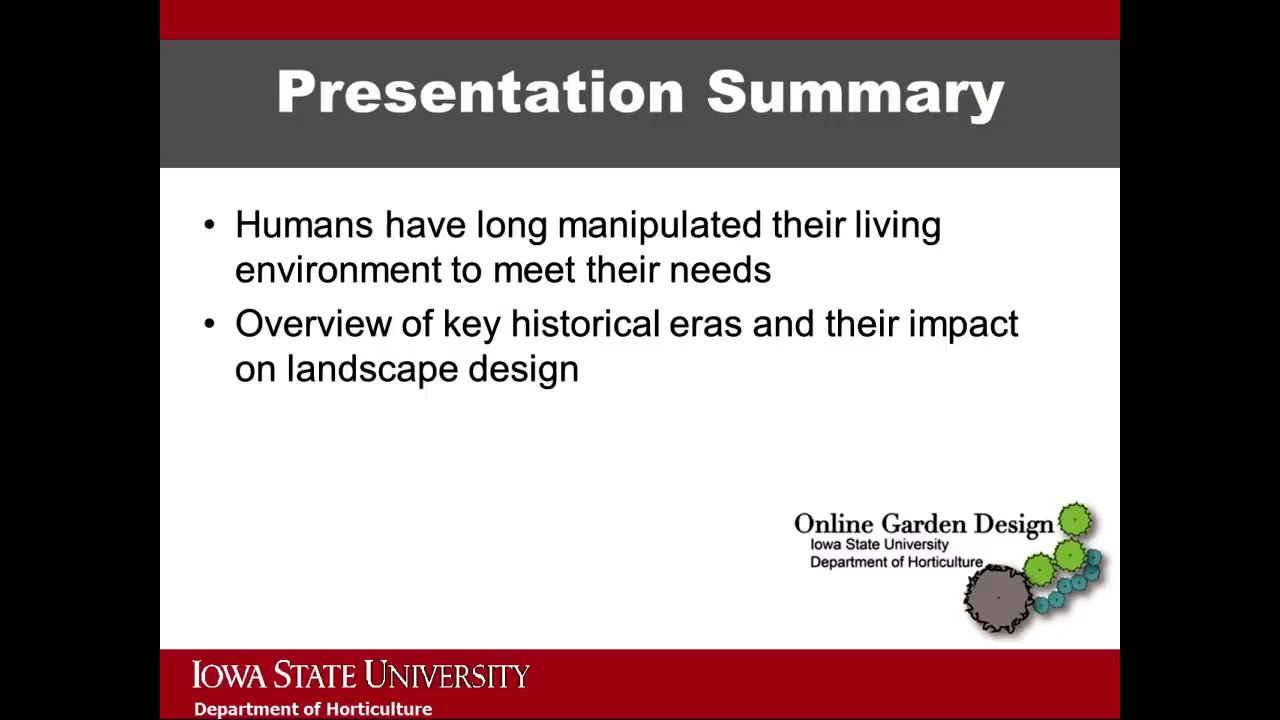 Presentation Summary
• Humans have long manipulated their living
environment to meet their needs
• Overview of key historical eras and their impact
on landscape design
Online Garden Design
Iowa State University
Department of Horticulture
IOWA STATE UNIVERSITY
Department of Horticulture